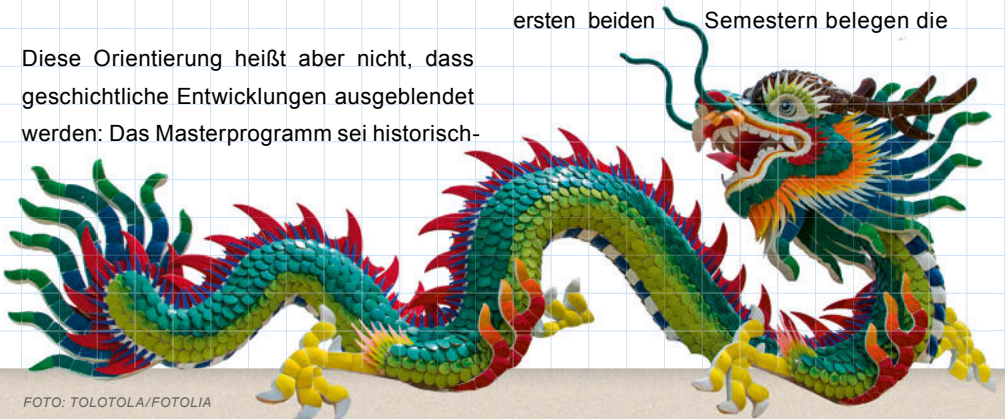 Diese Orientierung heißt aber nicht, dass
geschichtliche Entwicklungen ausgeblendet
werden: Das Masterprogramm sei historisch-
ersten beiden Semestern belegen die
FOTO: TOLOTOLA/FOTOLIA